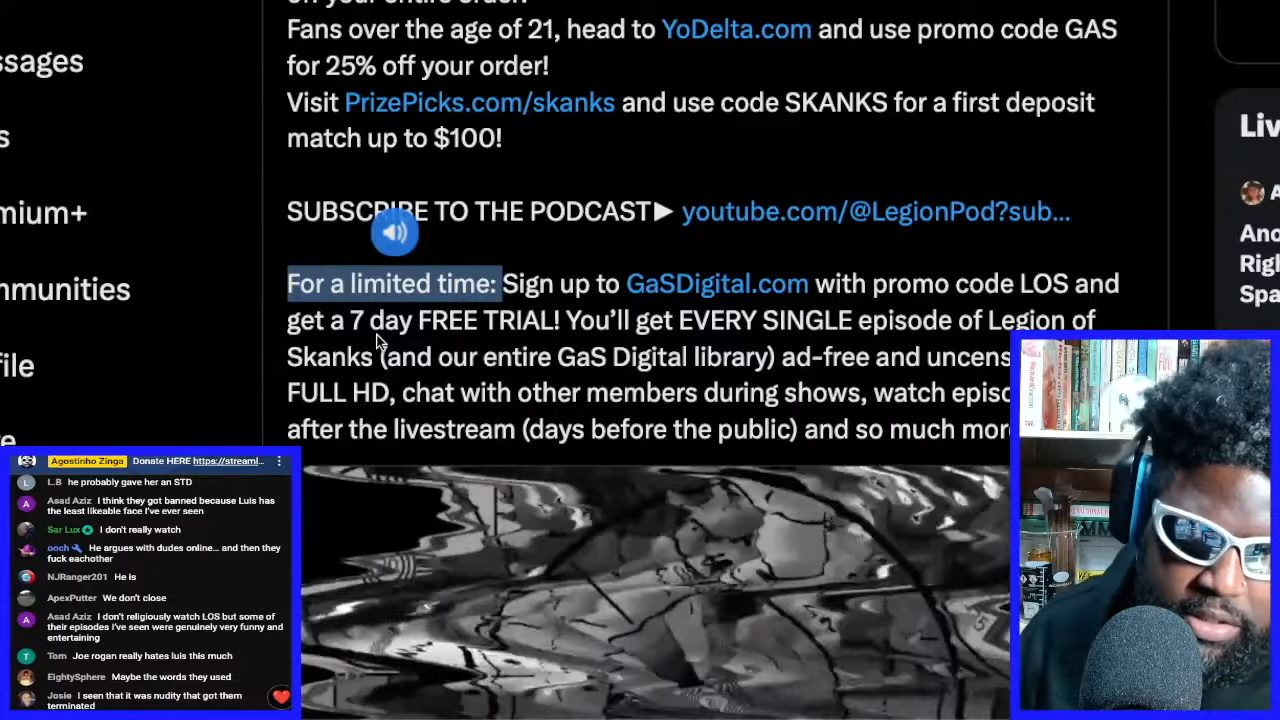 Fans over the age of 21, head to YoDelta.com and use promo code GAS
for 25% off your order!
Visit PrizePicks.com/skanks and use code SKANKS for a first deposit
match up to $100!
SUBSCRIBE TO THE PODCAST▶ youtube.com/@LegionPod?sub…
For a limited time: Sign up to GaSDigital.com with promo code LOS and
get a 7 day FREE TRIAL! You’ll get EVERY SINGLE episode of Legion of
Skanks (and our entire GaS Digital library) ad-free and uncens
FULL HD, chat with other members during shows, watch episo
after the livestream (days before the public) and so much more
ssages
s
mium+
mmunities
file
Liv
A
Ano
Righ
Spa
Agostinho Zinga Donate HERE https://streaml...
L.B he probably gave her an STD
Asad Aziz I think they got banned because Luis has
the least likeable face I've ever seen
Sar Lux I don't really watch
ooch He argues with dudes online... and then they
fuck eachother
NJRanger201 He is
ApexPutter We don't close
Asad Aziz I don't religiously watch LOS but some of
their episodes I've seen were genuinely very funny and
entertaining
Tom Joe rogan really hates luis this much
EightySphere Maybe the words they used
Josie I seen that it was nudity that got them
terminated